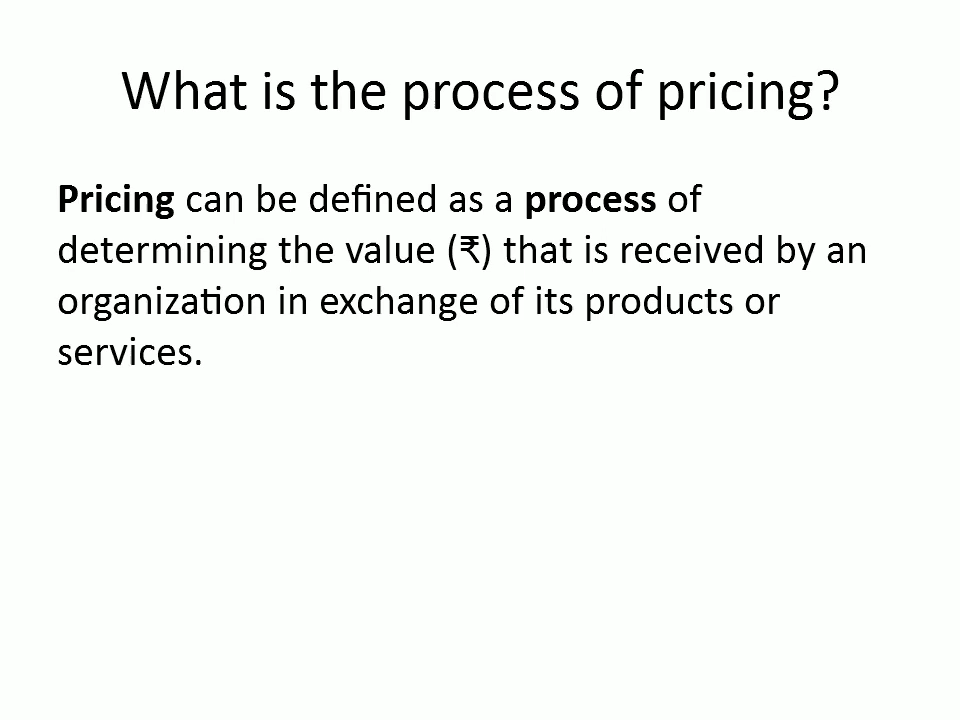 What is the process of pricing?
Pricing can be defined as a process of
determining the value (₹) that is received by an
organization in exchange of its products or
services.